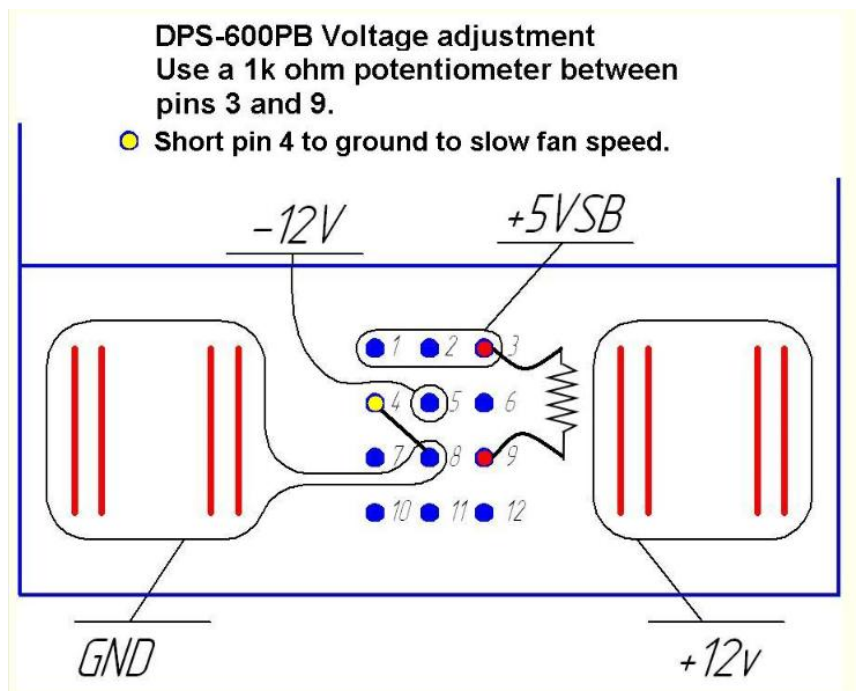 DPS-600PB Voltage adjustment
Use a 1k ohm potentiometer between
pins 3 and 9.
Short pin 4 to ground to slow fan speed.
-12V
+5VSB
1 2 3
4 5 6
7 8 9
10 11 12
GND
+12v